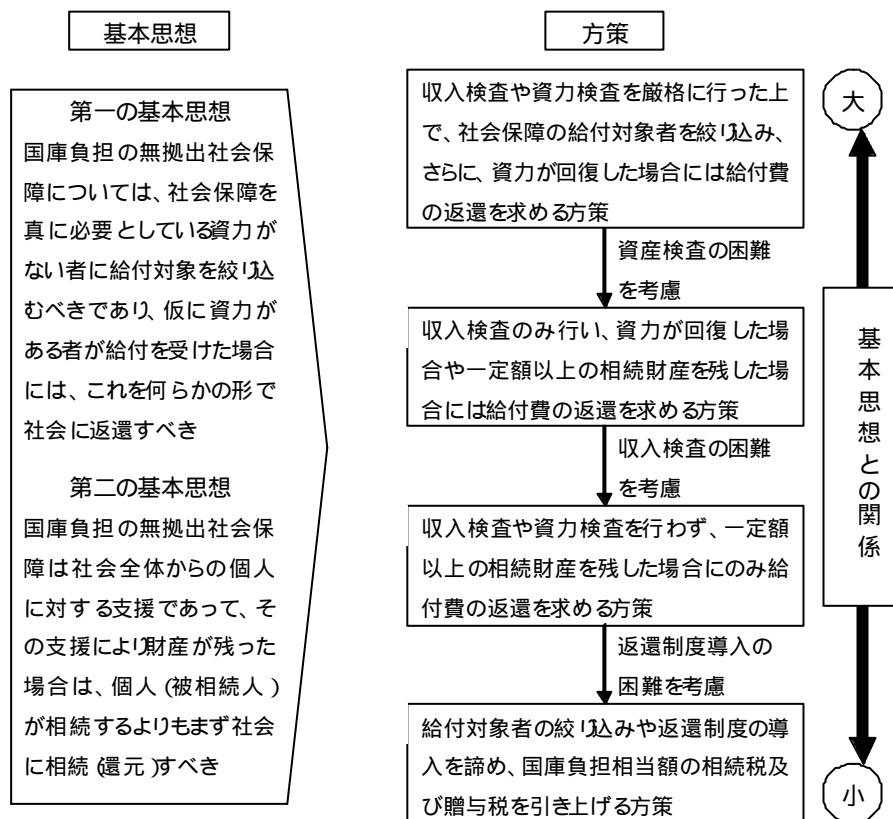 基本思想
第一の基本思想
国庫負担の無拠出社会保
障については、社会保障を
真に必要としている資力が
ない者に給付対象を絞り込
むべきであり、仮に資力が
ある者が給付を受けた場合
には、これを何らかの形で
社会に返還すべき
第二の基本思想
国庫負担の無拠出社会保
障は社会全体からの個人
に対する支援であって、そ
の支援により財産が残った
場合は、個人（被相続人）
が相続するよりもまず社会
に相続（還元）すべき
方策
収入検査や資力検査を厳格に行った上
で、社会保障の給付対象者を絞り込み、
さらに、資力が回復した場合には給付費
の返還を求める方策
資産検査の困難
を考慮
収入検査のみ行い、資力が回復した場
合や一定額以上の相続財産を残した場
合には給付費の返還を求める方策
収入検査の困難
を考慮
収入検査や資力検査を行わず、一定額
以上の相続財産を残した場合にのみ給
付費の返還を求める方策
返還制度導入の
困難を考慮
給付対象者の絞り込みや返還制度の導
入を諦め、国庫負担相当額の相続税及
び贈与税を引き上げる方策
大
基本思想との関係
小